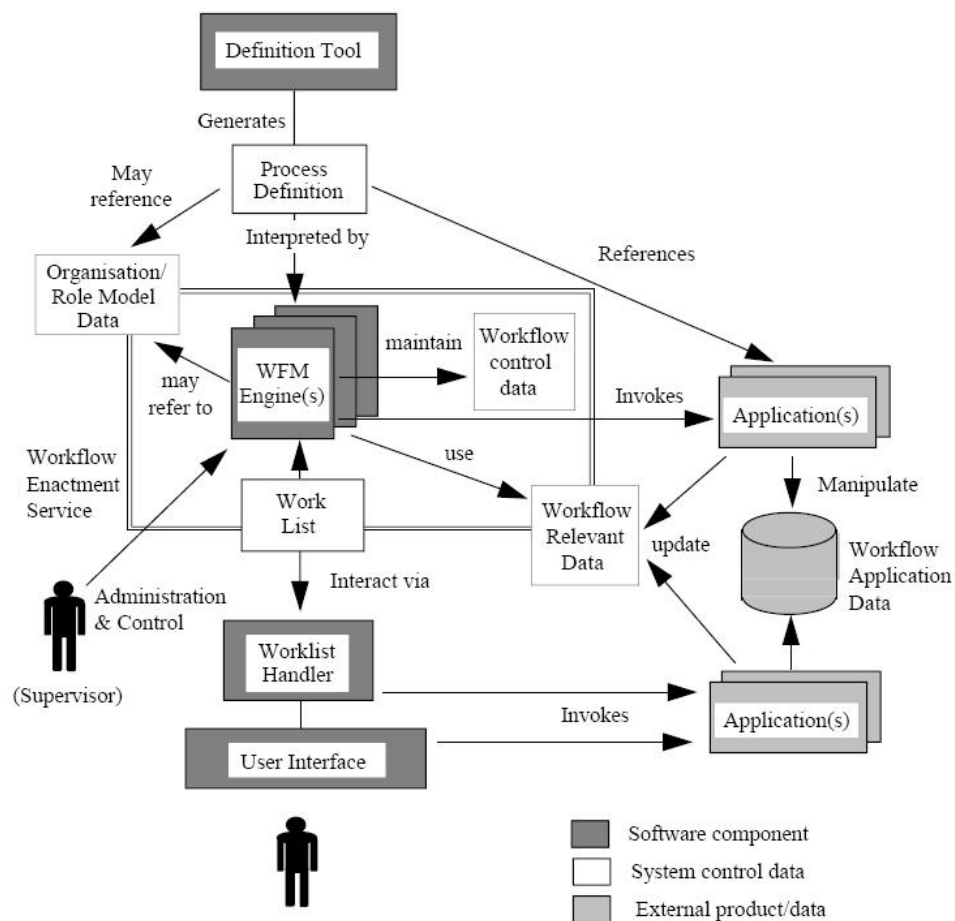 Definition Tool
Generates
Process
Definition
May
reference
Interpreted by
References
Organisation/
Role Model
Data
WFM
Engine(s)
maintain
Workflow
control
data
may
refer to
Invokes
Application(s)
use
Workflow
Enactment
Service
Work
List
Workflow
Relevant
Data
Manipulate
update
Workflow
Application
Data
Interact via
Administration
& Control
(Supervisor)
Worklist
Handler
Invokes
Application(s)
User Interface
Software component
System control data
External product/data